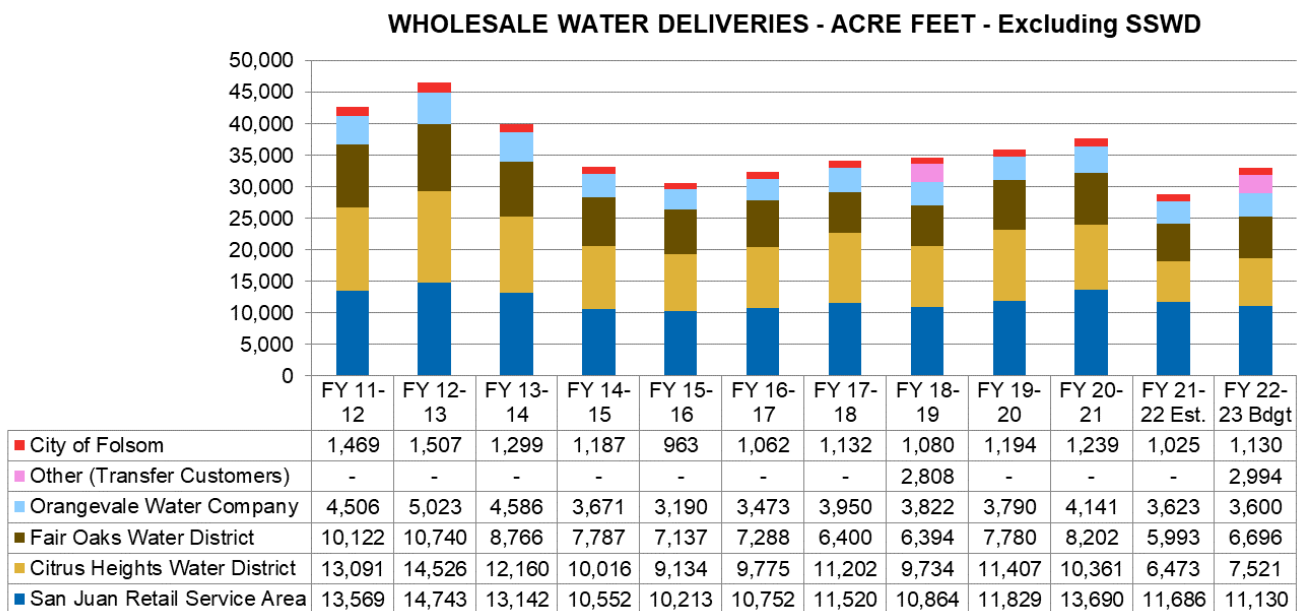 WHOLESALE WATER DELIVERIES - ACRE FEET - Excluding SSWD
50,000
45,000
40,000
35,000
30,000
25,000
20,000
15,000
10,000
5,000
0
FY 11-12 FY 12-13 FY 13-14 FY 14-15 FY 15-16 FY 16-17 FY 17-18 FY 18-19 FY 19-20 FY 20-21 FY 21-22 Est. FY 22-23 Bdgt
City of Folsom 1,469 1,507 1,299 1,187 963 1,062 1,132 1,080 1,194 1,239 1,025 1,130
Other (Transfer Customers) - - - - - - - 2,808 - - - 2,994
Orangevale Water Company 4,506 5,023 4,586 3,671 3,190 3,473 3,950 3,822 3,790 4,141 3,623 3,600
Fair Oaks Water District 10,122 10,740 8,766 7,787 7,137 7,288 6,400 6,394 7,780 8,202 5,993 6,696
Citrus Heights Water District 13,091 14,526 12,160 10,016 9,134 9,775 11,202 9,734 11,407 10,361 6,473 7,521
San Juan Retail Service Area 13,569 14,743 13,142 10,552 10,213 10,752 11,520 10,864 11,829 13,690 11,686 11,130